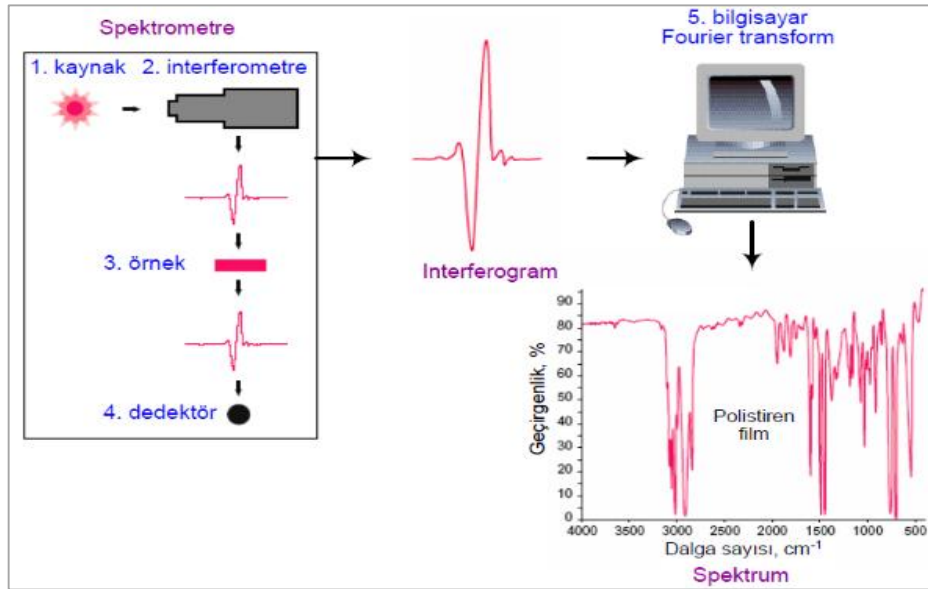 Spektrometre
1. kaynak
2. interferometre
3. örnek
4. dedektör
Interferogram
5. bilgisayar
Fourier transform
Geçirgenlik, %
90
80
70
60
50
40
30
20
10
0
Polistiren
film
4000 3500 3000 2500 2000 1500 1000 500
Dalga sayısı, cm⁻¹
Spektrum